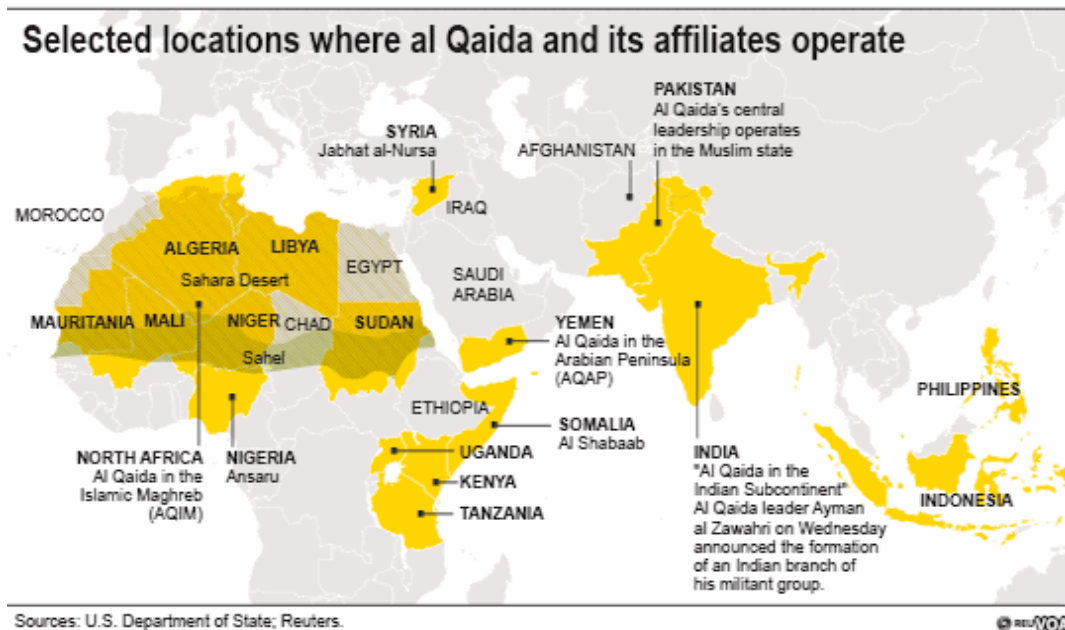 Selected locations where al Qaida and its affiliates operate
PAKISTAN
Al Qaida's central
leadership operates
in the Muslim state
SYRIA
Jabhat al-Nursa
AFGHANISTAN
IRAQ
MOROCCO
ALGERIA
LIBYA
EGYPT
Sahara Desert
SAUDI
ARABIA
MAURITANIA
MALI
NIGER
CHAD
SUDAN
Sahel
YEMEN
Al Qaida in the
Arabian Peninsula
(AQAP)
ETHIOPIA
SOMALIA
Al Shabaab
PHILIPPINES
NORTH AFRICA
Al Qaida in the
Islamic Maghreb
(AQIM)
NIGERIA
Ansaru
UGANDA
KENYA
TANZANIA
INDIA
"Al Qaida in the
Indian Subcontinent"
Al Qaida leader Ayman
al Zawahri on Wednesday
announced the formation
of an Indian branch of
his militant group.
INDONESIA
Sources: U.S. Department of State; Reuters.
VOA